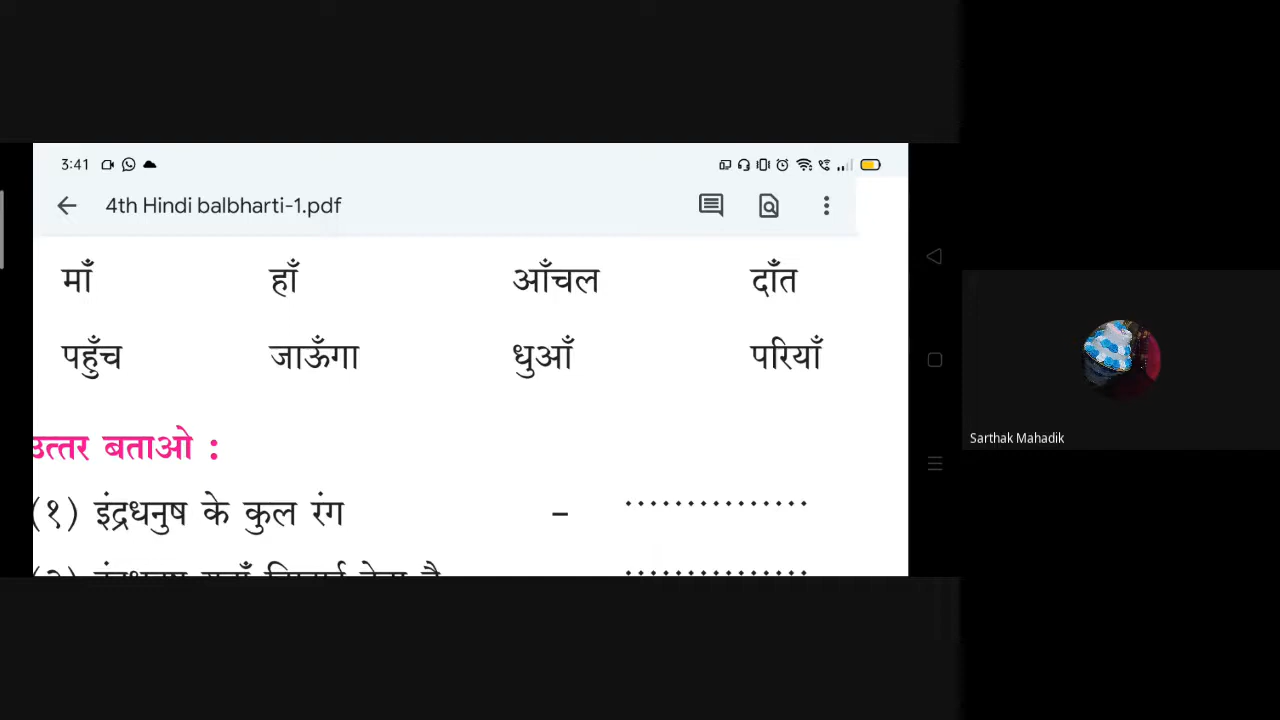 3:41
4th Hindi balbharti-1.pdf
माँ हाँ आँचल दाँत
पहुँच जाऊँगा धुआँ परियाँ
उत्तर बताओ :
(१) इंद्रधनुष के कुल रंग – ...............
Sarthak Mahadik